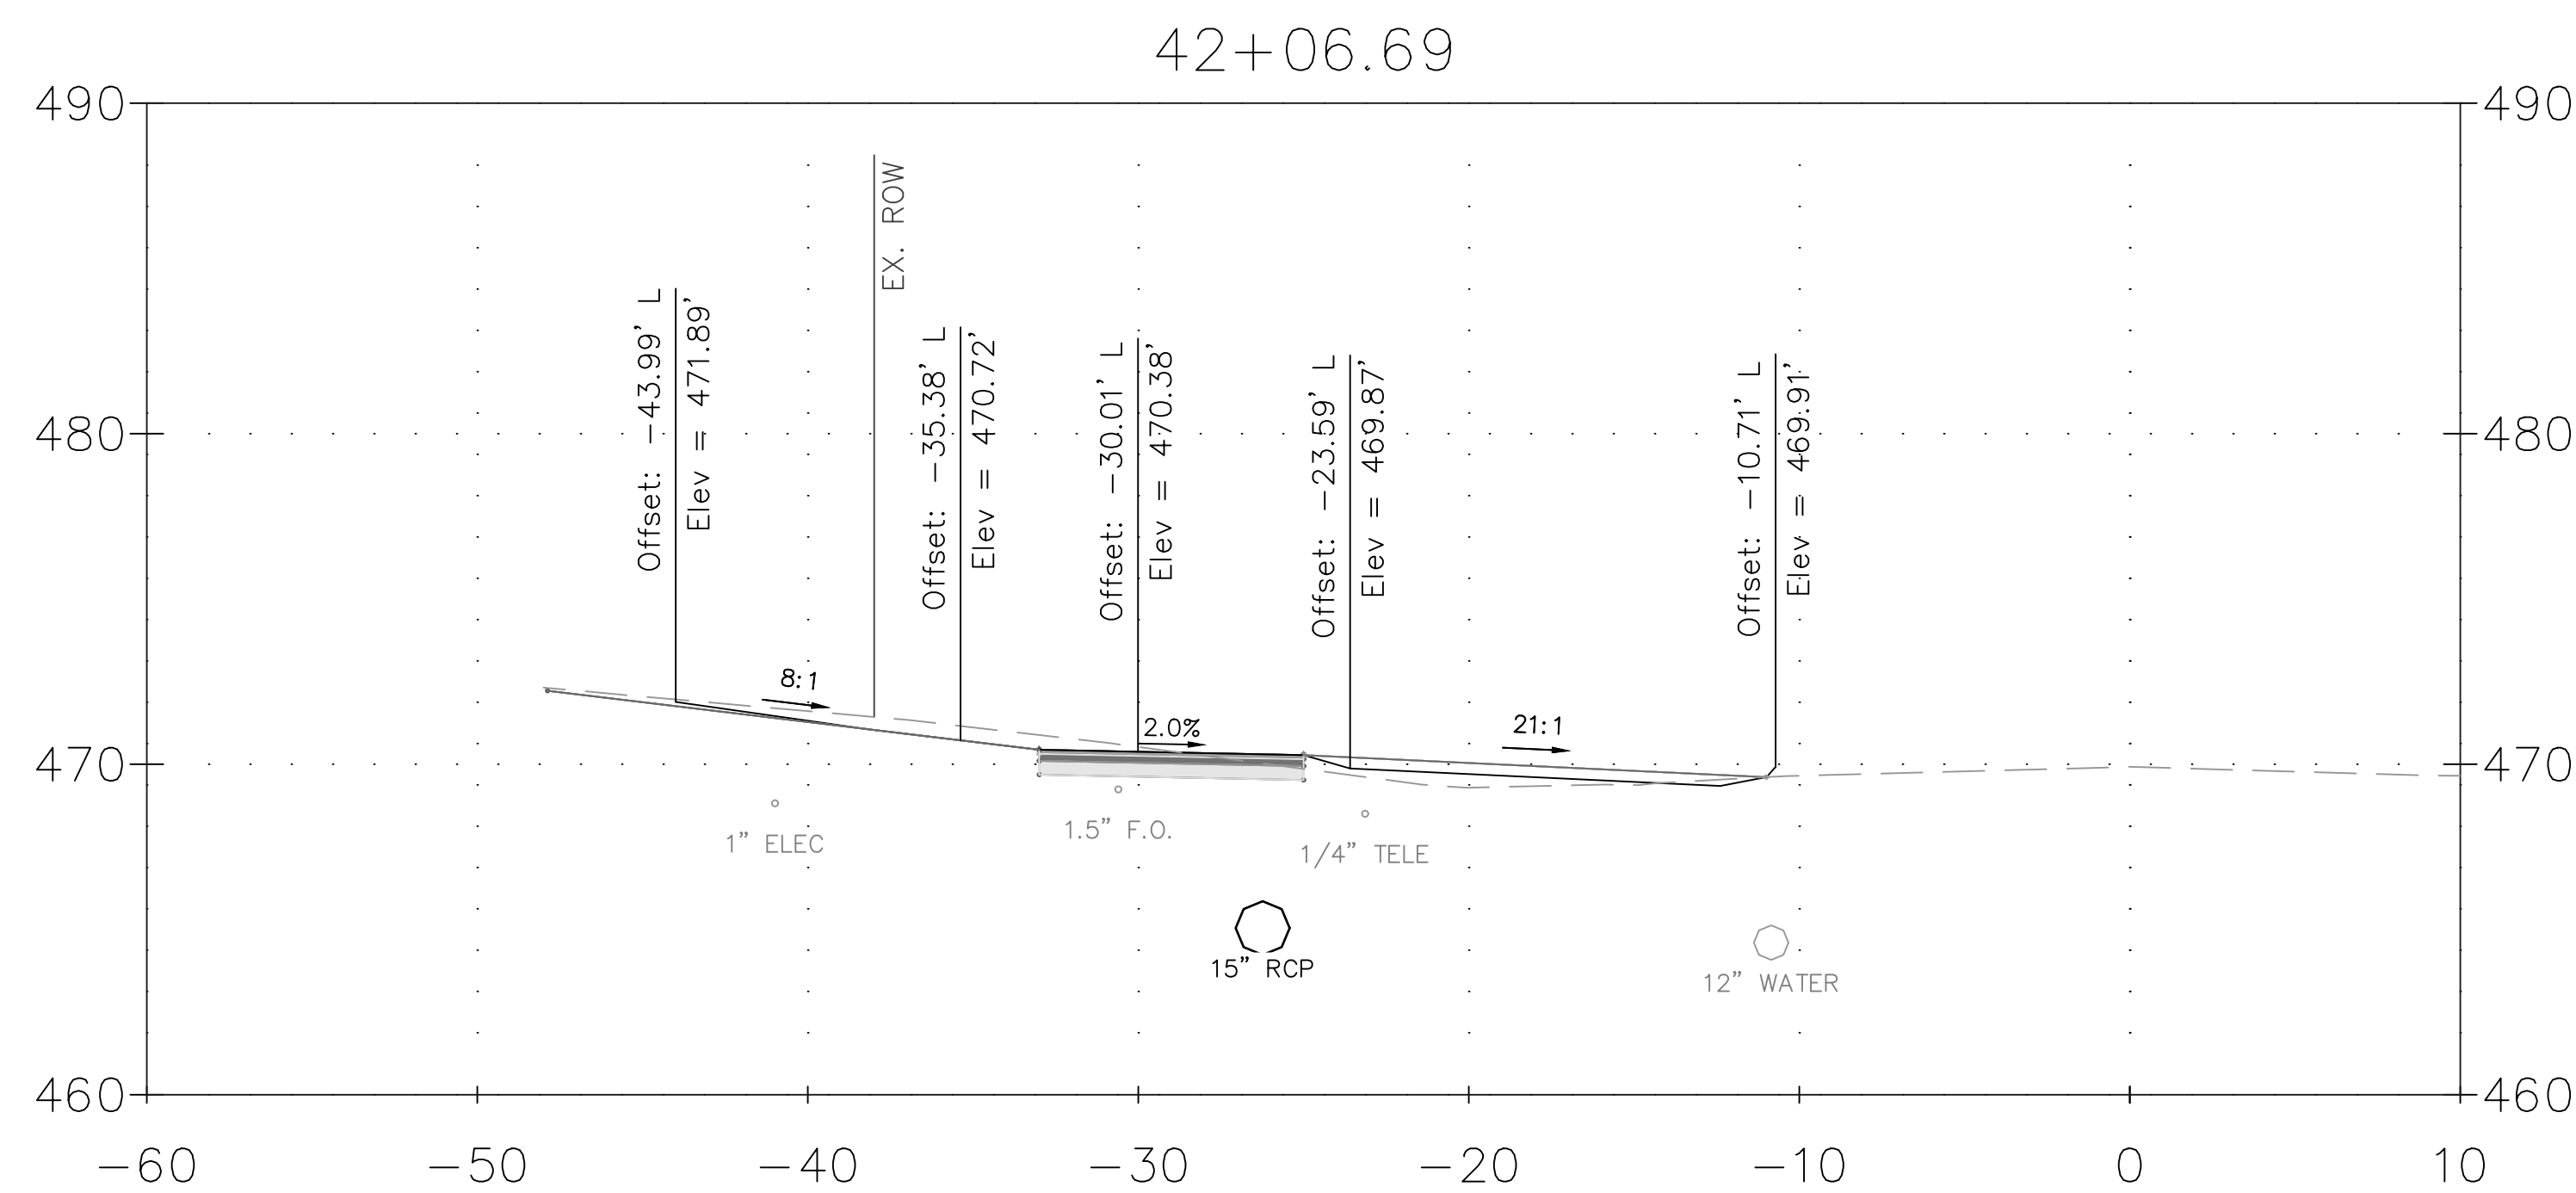 42+06.69
490
490
EX. ROW
Offset: -43.99' L
Elev = 471.89'
Offset: -35.38' L
Elev = 470.72'
Offset: -30.01' L
Elev = 470.38'
Offset: -23.59' L
Elev = 469.87'
Offset: -10.71' L
Elev = 469.91'
480
480
8:1
2.0%
21:1
470
470
1" ELEC
1.5" F.O.
1/4" TELE
15" RCP
12" WATER
460
460
-60
-50
-40
-30
-20
-10
0
10